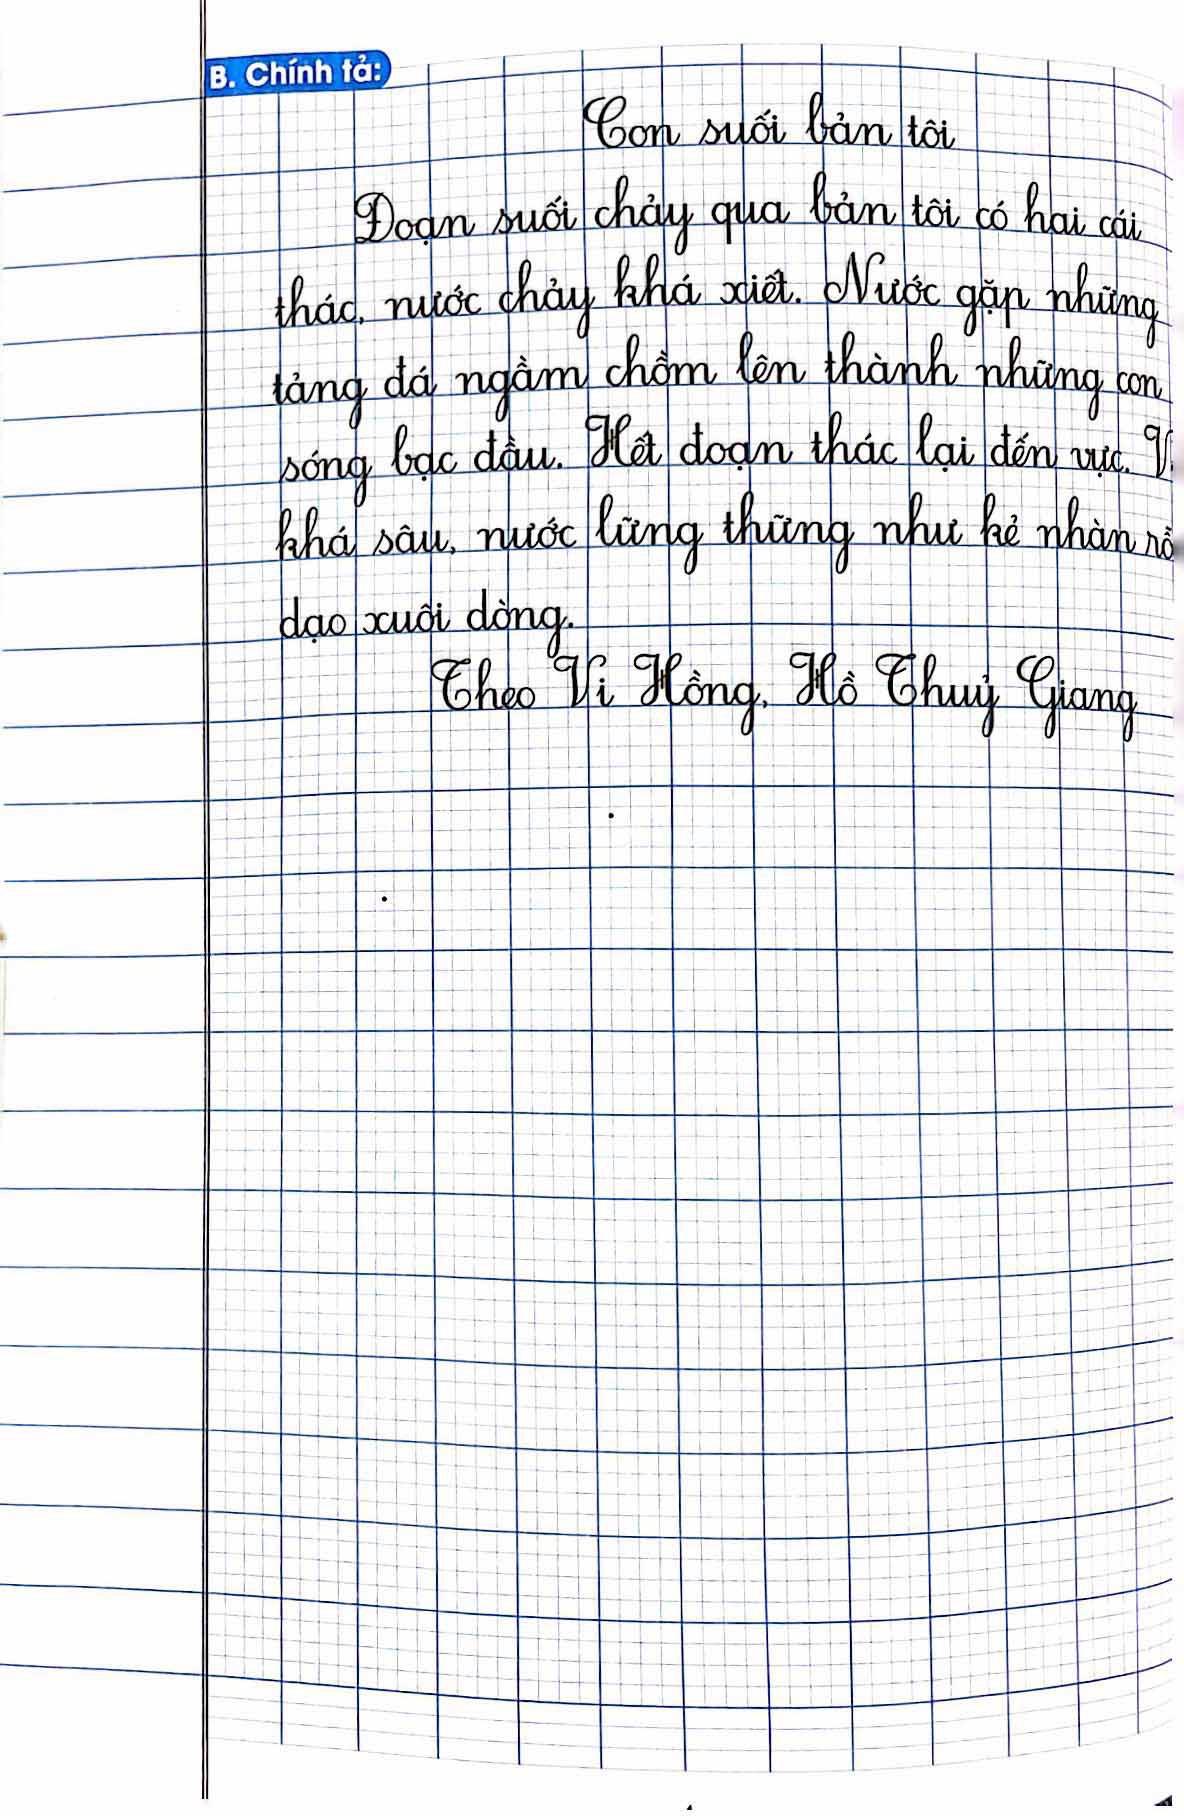 B. Chính tả:
Con suối bản tôi
Đoạn suối chảy qua bản tôi có hai cái
thác, nước chảy khá xiết. Nước gặp những
tảng đá ngầm chồm lên thành những con
sóng bạc đầu. Hết đoạn thác lại đến vực.
khá sâu, nước lững thững như kẻ nhàn
dạo xuôi dòng.
Theo Vi Hồng, Hồ Thuỷ Giang